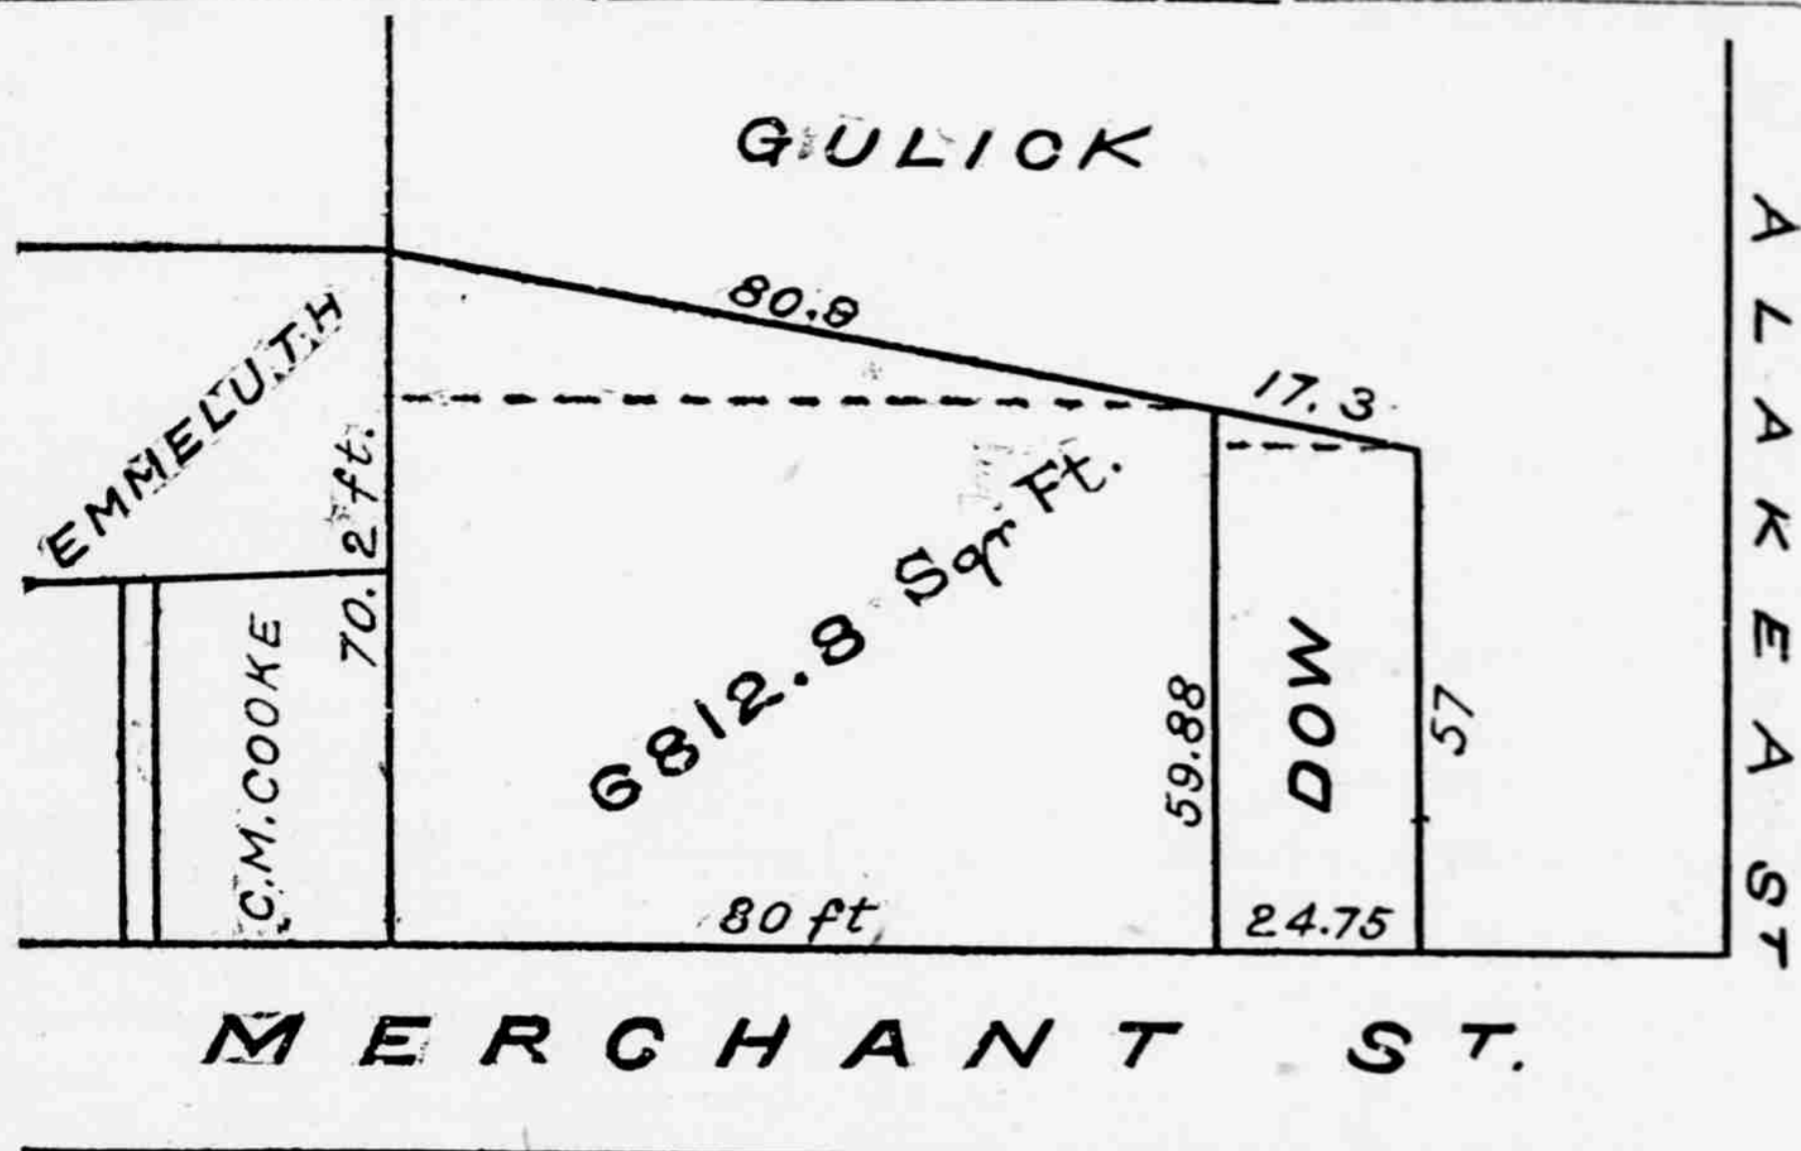 GULICK
ALAKEA ST
EMMELUTH
80.8
17.3
70.2 ft.
6812.8 Sqr Ft.
C.M.COOKE
59.88
DOW
57
80 ft
24.75
MERCHANT ST.